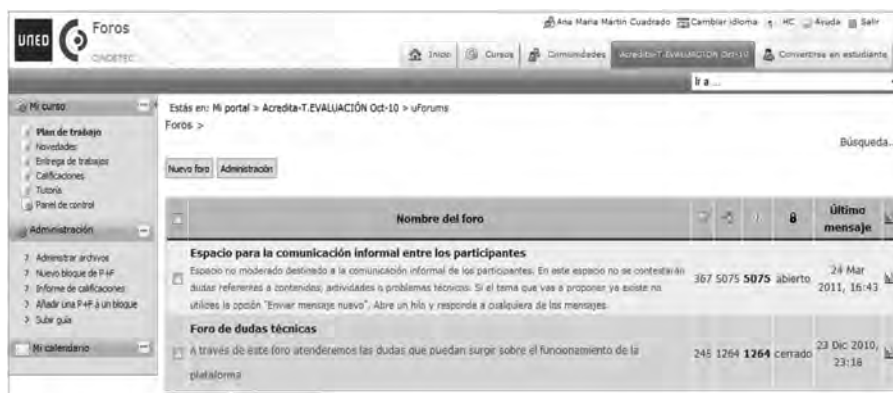 Ana Maria Martin Cuadrado Cambiar idioma HC Ayuda Salir
UNED
Foros
CINDETEC
Inicio Cursos Comunidades Acredita-T.EVALUACIÓN Oct-10 Convertirse en estudiante
Ir a ...
Mi curso
Plan de trabajo
Novedades
Entrega de trabajos
Calificaciones
Tutoría
Panel de control
Administración
Administrar archivos
Nuevo bloque de P+F
Informe de calificaciones
Añadir una P+F a un bloque
Subir guía
Mi calendario
Estás en: Mi portal > Acredita-T.EVALUACIÓN Oct-10 > uForums
Foros >
Búsqueda...
Nuevo foro Administración
Nombre del foro
Último
mensaje
Espacio para la comunicación informal entre los participantes
Espacio no moderado destinado a la comunicación informal de los participantes. En este espacio no se contestarán
dudas referentes a contenidos, actividades o problemas técnicos. Si el tema que vas a proponer ya existe no
utilices la opción "Enviar mensaje nuevo". Abre un hilo y responde a cualquiera de los mensajes.
367 5075 5075 abierto
24 Mar
2011, 16:43
Foro de dudas técnicas
A través de este foro atenderemos las dudas que puedan surgir sobre el funcionamiento de la
plataforma
245 1264 1264 cerrado
23 Dic 2010,
23:18